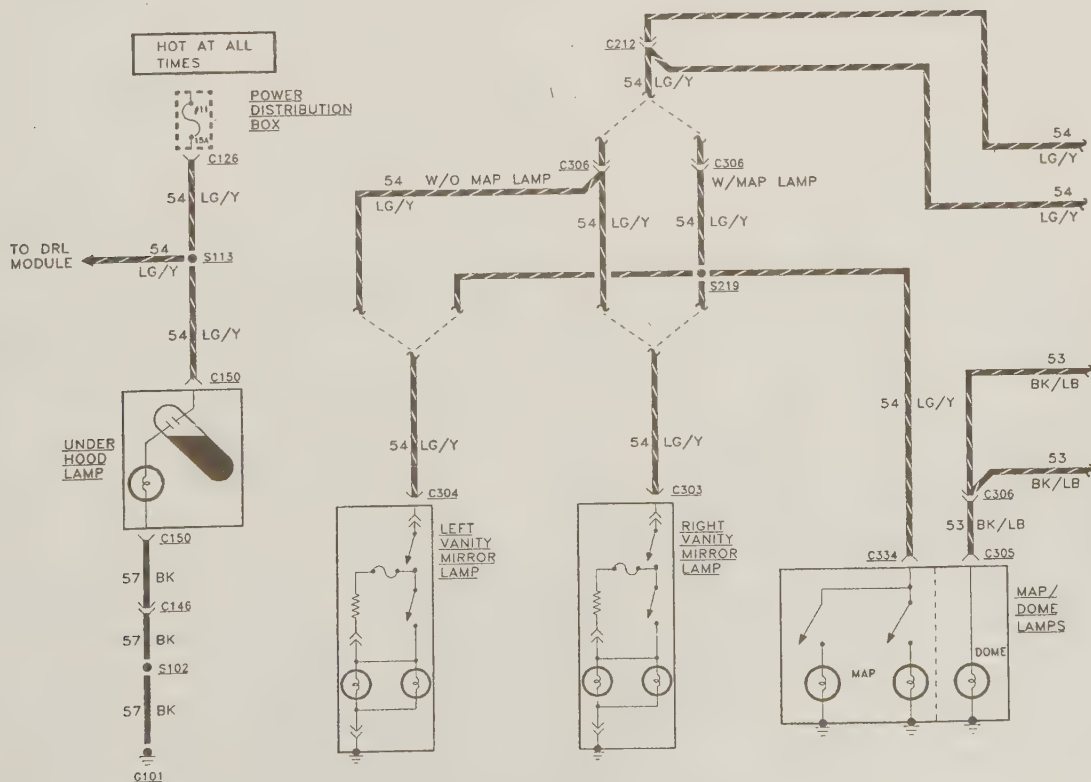 HOT AT ALL
TIMES
POWER
DISTRIBUTION
BOX
15A
C126
54 LG/Y
TO DRL
MODULE
54
LG/Y
S113
54 LG/Y
C150
UNDER
HOOD
LAMP
C150
57 BK
C146
57 BK
S102
57 BK
G101
C212
54 LG/Y
54
LG/Y
54
LG/Y
C306
C306
54 W/O MAP LAMP
LG/Y
W/MAP LAMP
LG/Y
54 LG/Y
S219
54 LG/Y
54 LG/Y
54 LG/Y
C304
C303
LEFT
VANITY
MIRROR
LAMP
RIGHT
VANITY
MIRROR
LAMP
53
BK/LB
53
BK/LB
C306
53 BK/LB
C334
C305
MAP/
DOME
LAMPS
MAP
DOME